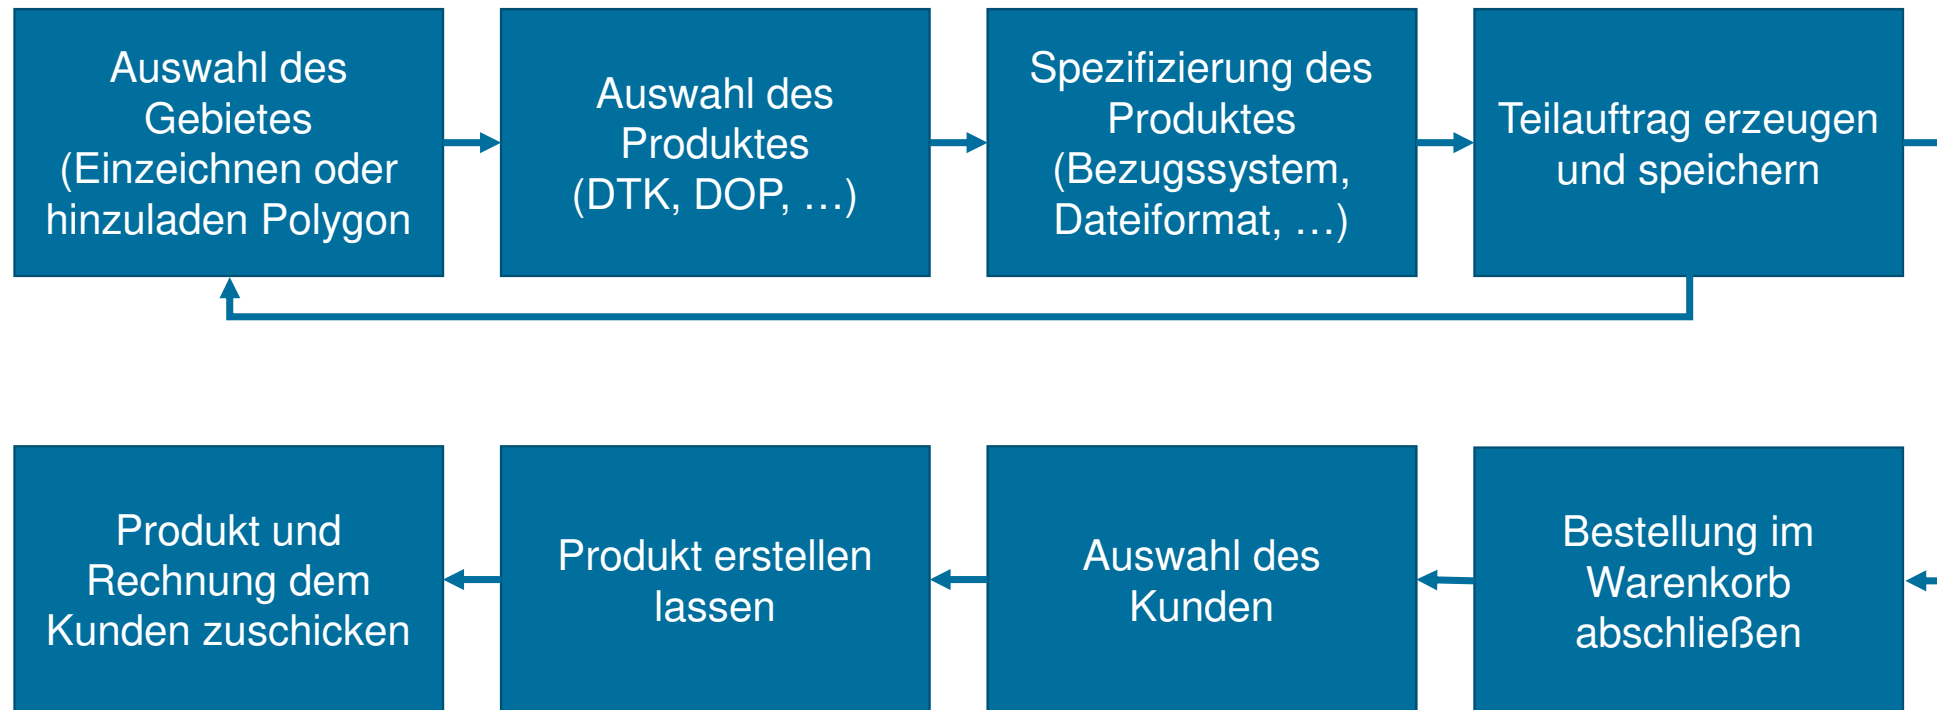 Auswahl des
Gebietes
(Einzeichnen oder
hinzuladen Polygon
Auswahl des
Produktes
(DTK, DOP, …)
Spezifizierung des
Produktes
(Bezugssystem,
Dateiformat, …)
Teilauftrag erzeugen
und speichern
Produkt und
Rechnung dem
Kunden zuschicken
Produkt erstellen
lassen
Auswahl des
Kunden
Bestellung im
Warenkorb
abschließen